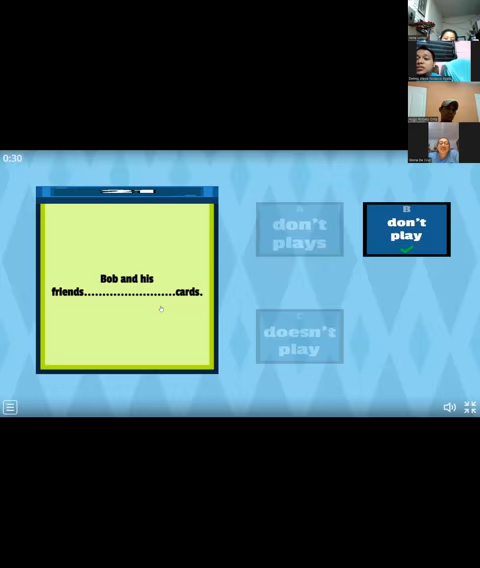 0:30
Bob and his
friends..........................cards.
A
don't
plays
B
don't
play
C
doesn't
play